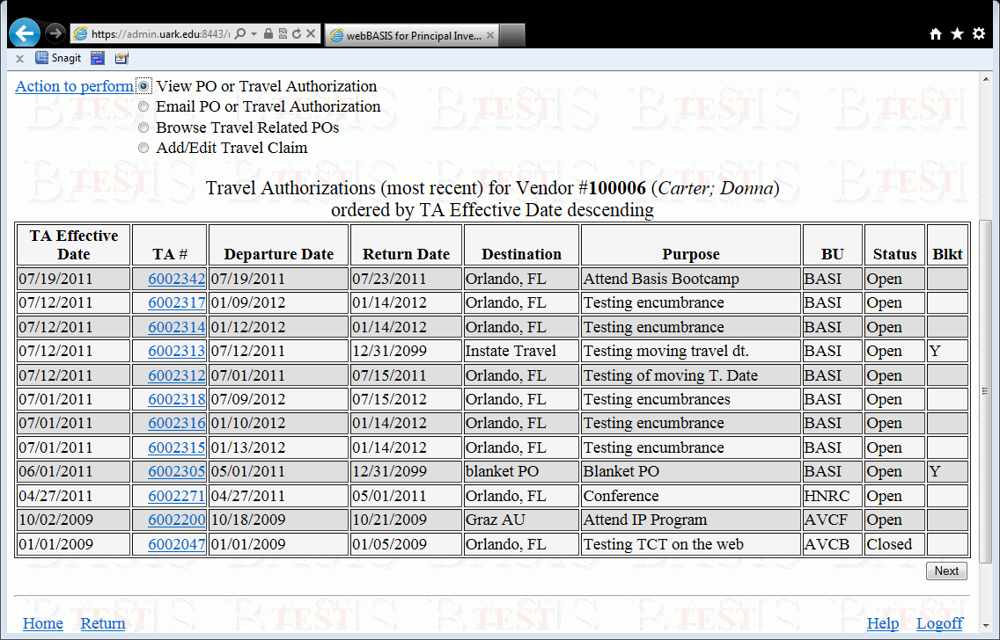 https://admin.uark.edu:8443/
webBASIS for Principal Inve...
x Snagit
Action to perform View PO or Travel Authorization
Email PO or Travel Authorization
Browse Travel Related POs
Add/Edit Travel Claim
Travel Authorizations (most recent) for Vendor #100006 (Carter; Donna)
ordered by TA Effective Date descending
TA Effective Date TA # Departure Date Return Date Destination Purpose BU Status Blkt
07/19/2011 6002342 07/19/2011 07/23/2011 Orlando, FL Attend Basis Bootcamp BASI Open
07/12/2011 6002317 01/09/2012 01/14/2012 Orlando, FL Testing encumbrance BASI Open
07/12/2011 6002314 01/12/2012 01/14/2012 Orlando, FL Testing encumbrance BASI Open
07/12/2011 6002313 07/12/2011 12/31/2099 Instate Travel Testing moving travel dt. BASI Open Y
07/12/2011 6002312 07/01/2011 07/15/2011 Orlando, FL Testing of moving T. Date BASI Open
07/01/2011 6002318 07/09/2012 07/15/2012 Orlando, FL Testing encumbrances BASI Open
07/01/2011 6002316 01/10/2012 01/14/2012 Orlando, FL Testing encumbrance BASI Open
07/01/2011 6002315 01/13/2012 01/14/2012 Orlando, FL Testing encumbrance BASI Open
06/01/2011 6002305 05/01/2011 12/31/2099 blanket PO Blanket PO BASI Open Y
04/27/2011 6002271 04/27/2011 05/01/2011 Orlando, FL Conference HNRC Open
10/02/2009 6002200 10/18/2009 10/21/2009 Graz AU Attend IP Program AVCF Open
01/01/2009 6002047 01/01/2009 01/05/2009 Orlando, FL Testing TCT on the web AVCB Closed
Next
Home Return Help Logoff